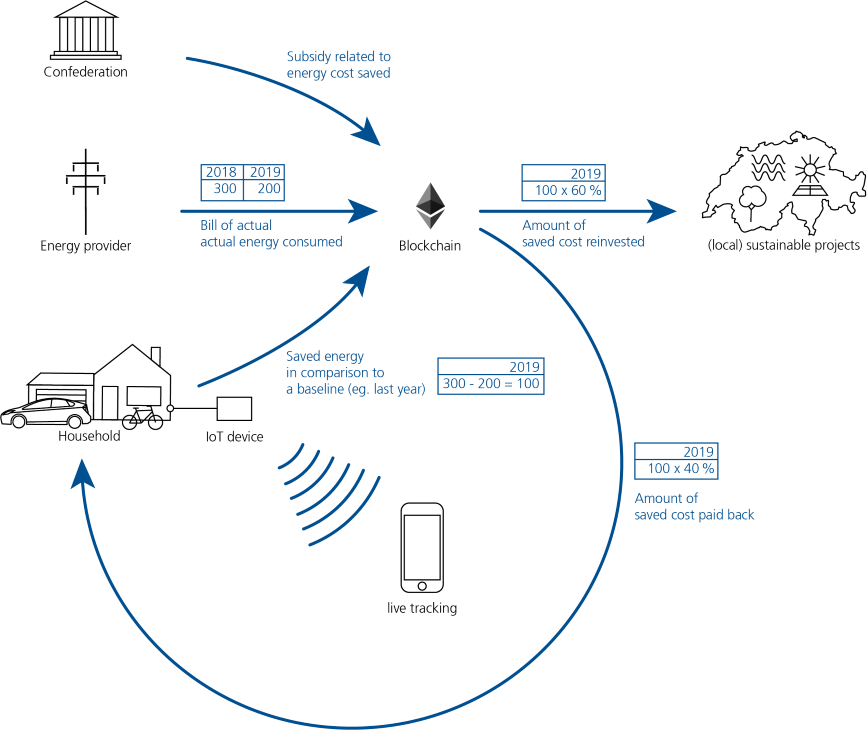 Confederation
Subsidy related to
energy cost saved
2018 2019
300 200
Energy provider
Bill of actual
actual energy consumed
Blockchain
2019
100 x 60 %
Amount of
saved cost reinvested
(local) sustainable projects
Saved energy
in comparison to
a baseline (eg. last year)
2019
300 - 200 = 100
Household
IoT device
2019
100 x 40 %
Amount of
saved cost paid back
live tracking